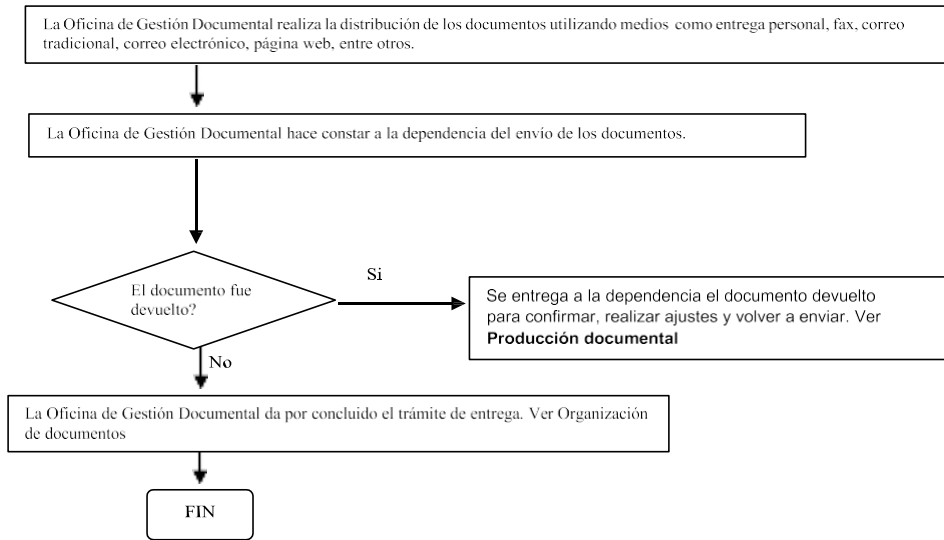 La Oficina de Gestión Documental realiza la distribución de los documentos utilizando medios como entrega personal, fax, correo
tradicional, correo electrónico, página web, entre otros.
La Oficina de Gestión Documental hace constar a la dependencia del envío de los documentos.
El documento fue
devuelto?
Si
Se entrega a la dependencia el documento devuelto
para confirmar, realizar ajustes y volver a enviar. Ver
Producción documental
No
La Oficina de Gestión Documental da por concluido el trámite de entrega. Ver Organización
de documentos
FIN